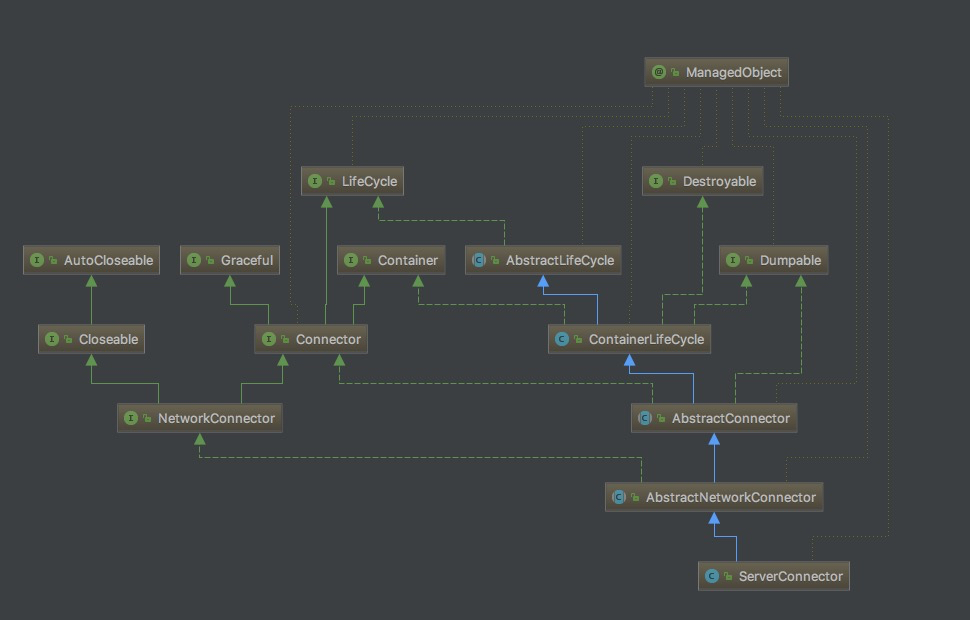 ManagedObject
LifeCycle
Destroyable
AutoCloseable
Graceful
Container
AbstractLifeCycle
Dumpable
Closeable
Connector
ContainerLifeCycle
NetworkConnector
AbstractConnector
AbstractNetworkConnector
ServerConnector